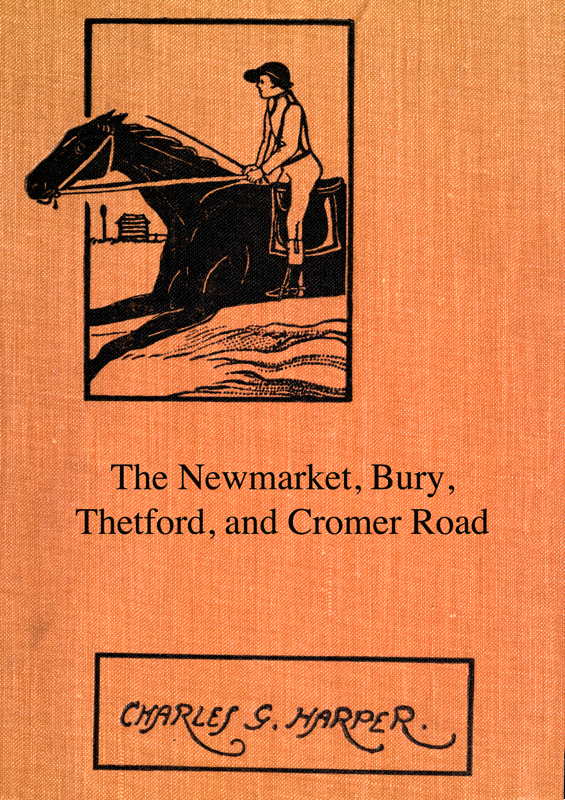 The Newmarket, Bury,
Thetford, and Cromer Road
CHARLES G. HARPER.